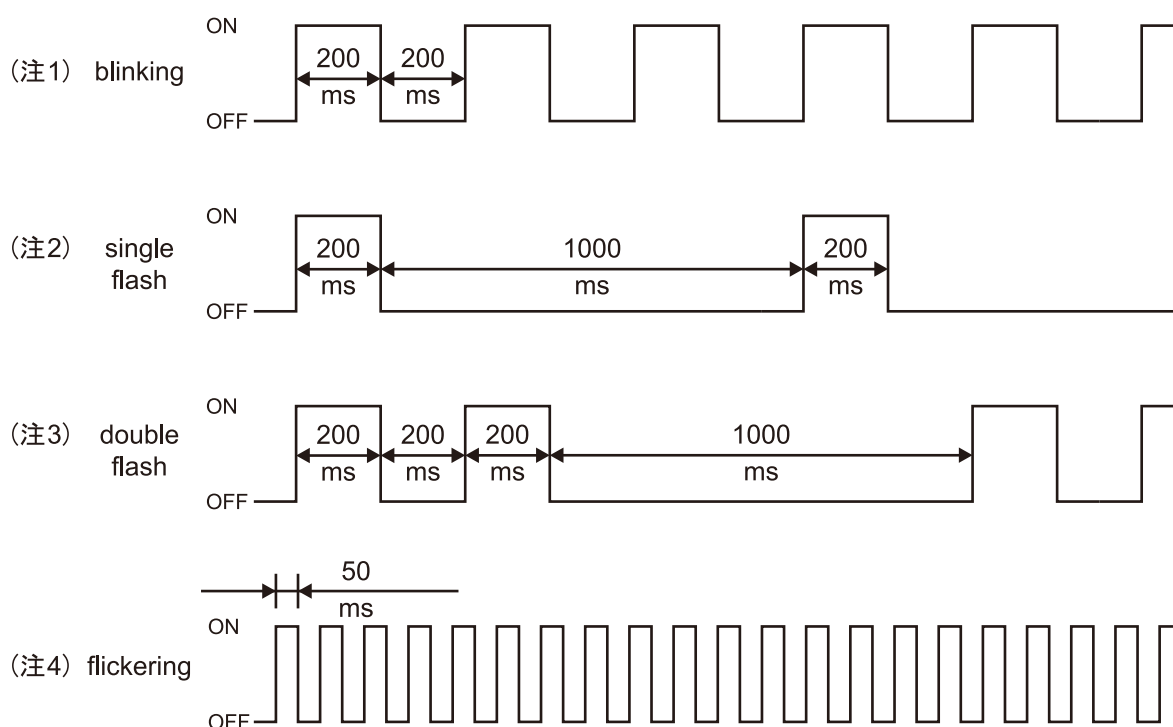 ON
(注1) blinking
200
ms
200
ms
OFF
ON
(注2) single
flash
200
ms
1000
ms
200
ms
OFF
ON
(注3) double
flash
200
ms
200
ms
200
ms
1000
ms
OFF
50
ms
ON
(注4) flickering
OFF